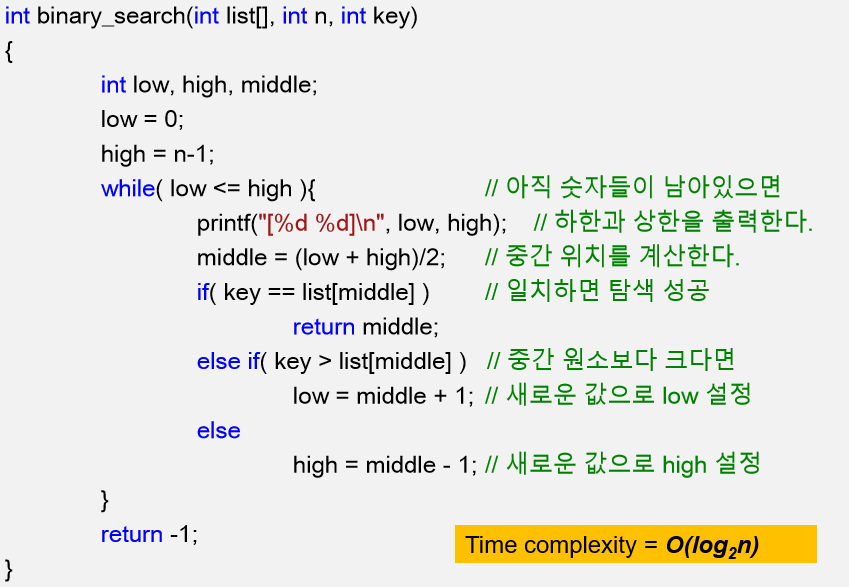 int binary_search(int list[], int n, int key)
{
int low, high, middle;
low = 0;
high = n-1;
while( low <= high ){ // 아직 숫자들이 남아있으면
printf("[%d %d]\n", low, high); // 하한과 상한을 출력한다.
middle = (low + high)/2; // 중간 위치를 계산한다.
if( key == list[middle] ) // 일치하면 탐색 성공
return middle;
else if( key > list[middle] ) // 중간 원소보다 크다면
low = middle + 1; // 새로운 값으로 low 설정
else
high = middle - 1; // 새로운 값으로 high 설정
}
return -1;
Time complexity = O(log₂n)
}